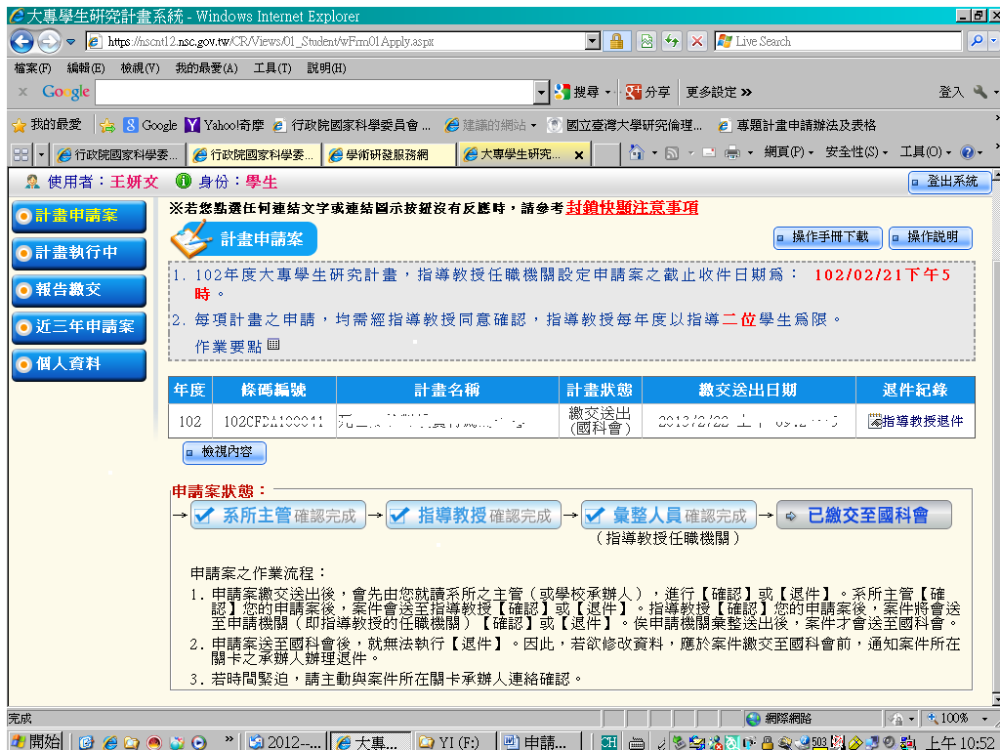 大專學生研究計畫系統 - Windows Internet Explorer
https://nscnt12.nsc.gov.tw/CR/Views/01_Student/wFrm01Apply.aspx
Live Search
檔案(F) 編輯(E) 檢視(V) 我的最愛(A) 工具(T) 說明(H)
x Google 搜尋 分享 更多設定 » 登入
我的最愛 Google Yahoo!奇摩 行政院國家科學委員會 ... 建議的網站 國立臺灣大學研究倫理... 專題計畫申請辦法及表格
行政院國家科學委... 行政院國家科學委... 學術研發服務網 大專學生研究... 網頁(P) 安全性(S) 工具(O)
使用者：王妍文 身份：學生 登出系統
計畫申請案
計畫執行中
報告繳交
近三年申請案
個人資料
※若您點選任何連結文字或連結圖示按鈕沒有反應時，請參考封鎖快顯注意事項
計畫申請案 操作手冊下載 操作說明
1. 102年度大專學生研究計畫，指導教授任職機關設定申請案之截止收件日期為： 102/02/21下午5
時。
2. 每項計畫之申請，均需經指導教授同意確認，指導教授每年度以指導二位學生為限。
作業要點
年度 條碼編號 計畫名稱 計畫狀態 繳交送出日期 退件紀錄
102 繳交送出 指導教授退件
(國科會)
檢視內容
申請案狀態：
→ 系所主管 確認完成 → 指導教授 確認完成 → 彙整人員 確認完成 → 已繳交至國科會
（指導教授任職機關）
申請案之作業流程：
1. 申請案繳交送出後，會先由您就讀系所之主管（或學校承辦人），進行【確認】或【退件】。系所主管【確
認】您的申請案後，案件會送至指導教授【確認】或【退件】。指導教授【確認】您的申請案後，案件將會送
至申請機關（即指導教授的任職機關）【確認】或【退件】。俟申請機關彙整送出後，案件才會送至國科會。
2. 申請案送至國科會後，就無法執行【退件】。因此，若欲修改資料，應於案件繳交至國科會前，通知案件所在
關卡之承辦人辦理退件。
3. 若時間緊迫，請主動與案件所在關卡承辦人連絡確認。
完成 網際網路 100%
開始 » 2012--... 大專... YI (F:) 申請... CH 503 上午 10:52